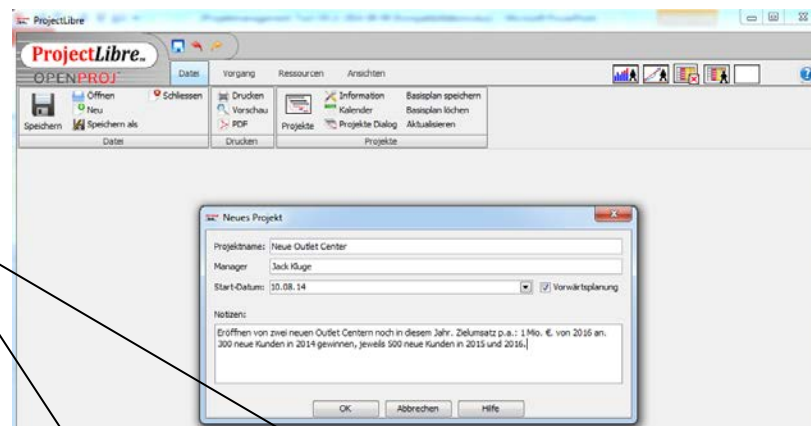 ProjectLibre
ProjectLibre
OPENPROJ
Datei Vorgang Ressourcen Ansichten
Öffnen Schliessen Drucken Information Basisplan speichern
Neu Vorschau Kalender Basisplan löchen
Speichern Speichern als PDF Projekte Projekte Dialog Aktualisieren
Datei Drucken Projekte
Neues Projekt
Projektname: Neue Outlet Center
Manager Jack Kluge
Start-Datum: 10.08.14 Vorwärtsplanung
Notizen:
Eröffnen von zwei neuen Outlet Centern noch in diesem Jahr. Zielumsatz p.a.: 1 Mio. €. von 2016 an.
300 neue Kunden in 2014 gewinnen, jeweils 500 neue Kunden in 2015 und 2016.
OK Abbrechen Hilfe